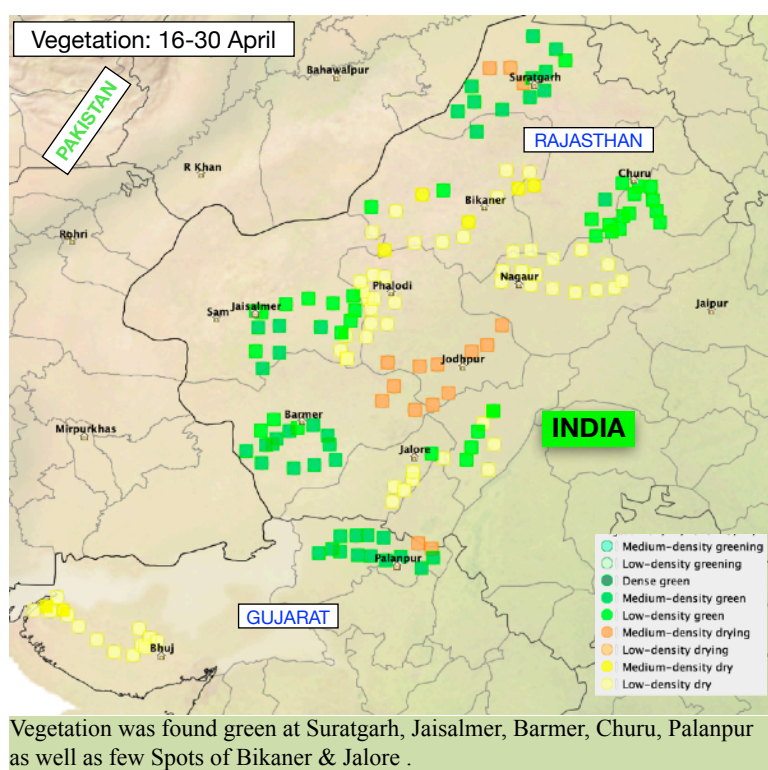 Vegetation: 16-30 April
PAKISTAN
Bahawalpur
Suratgarh
RAJASTHAN
R Khan
Churu
Bikaner
Rohri
Nagaur
Phalodi
Sam
Jaisalmer
Jaipur
Jodhpur
Barmer
INDIA
Mirpurkhas
Jalore
Palanpur
GUJARAT
Bhuj
Medium-density greening
Low-density greening
Dense green
Medium-density green
Low-density green
Medium-density drying
Low-density drying
Medium-density dry
Low-density dry
Vegetation was found green at Suratgarh, Jaisalmer, Barmer, Churu, Palanpur
as well as few Spots of Bikaner & Jalore .